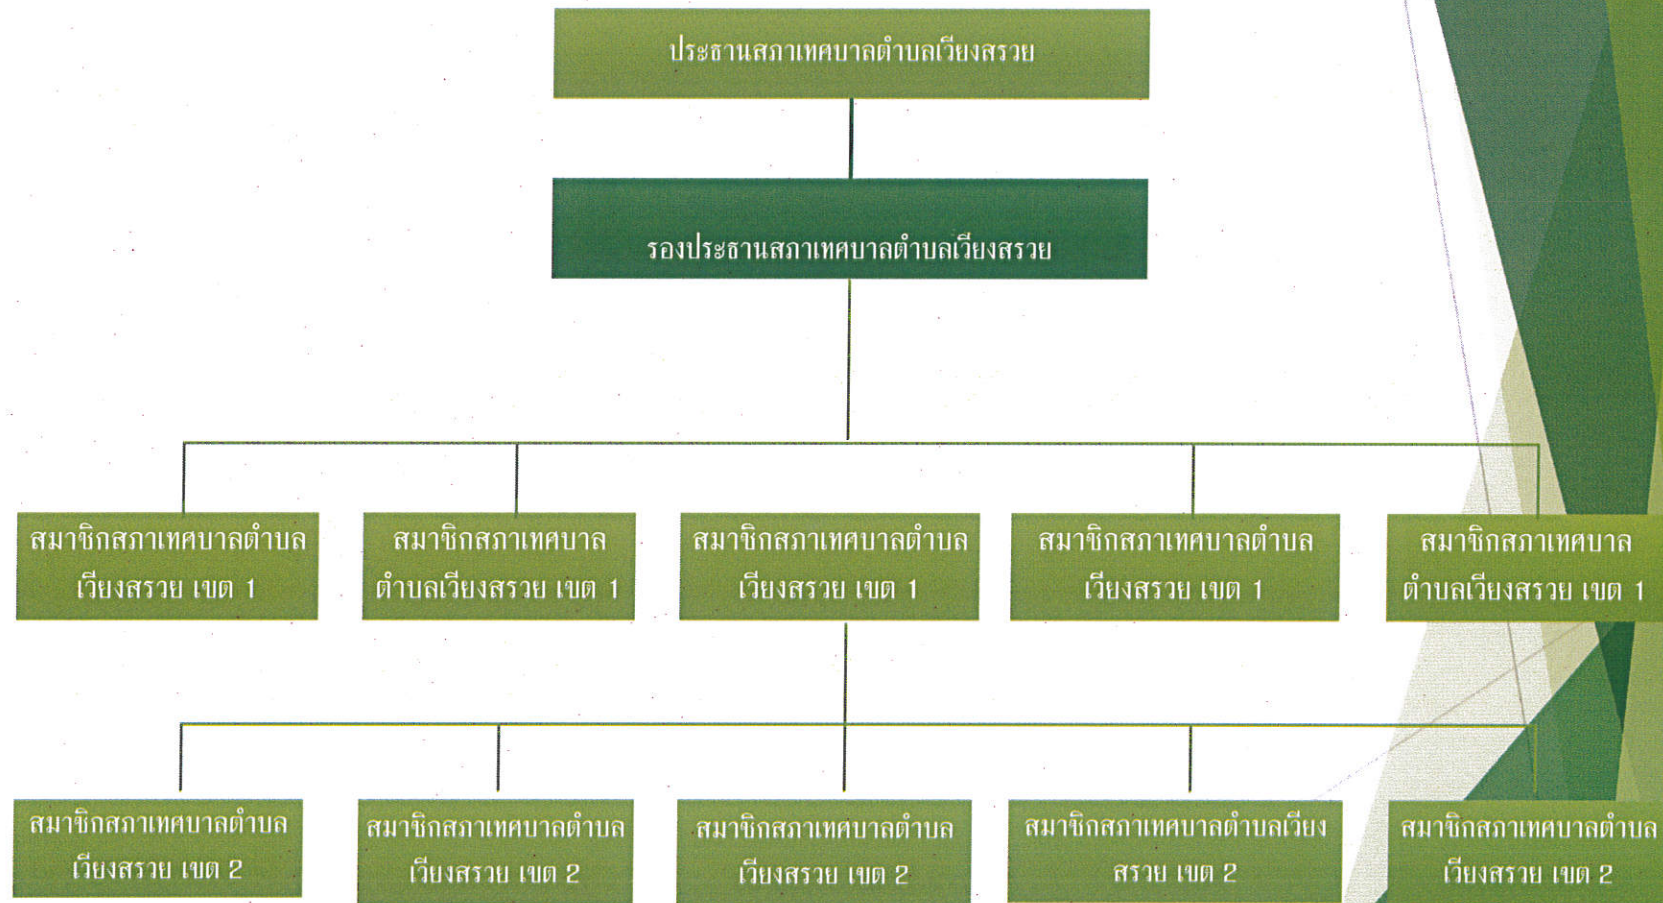 ประธานสภาเทศบาลตำบลเวียงสรวย
รองประธานสภาเทศบาลตำบลเวียงสรวย
สมาชิกสภาเทศบาลตำบล
เวียงสรวย เขต 1
สมาชิกสภาเทศบาล
ตำบลเวียงสรวย เขต 1
สมาชิกสภาเทศบาลตำบล
เวียงสรวย เขต 1
สมาชิกสภาเทศบาลตำบล
เวียงสรวย เขต 1
สมาชิกสภาเทศบาล
ตำบลเวียงสรวย เขต 1
สมาชิกสภาเทศบาลตำบล
เวียงสรวย เขต 2
สมาชิกสภาเทศบาลตำบล
เวียงสรวย เขต 2
สมาชิกสภาเทศบาลตำบล
เวียงสรวย เขต 2
สมาชิกสภาเทศบาลตำบลเวียง
สรวย เขต 2
สมาชิกสภาเทศบาลตำบล
เวียงสรวย เขต 2